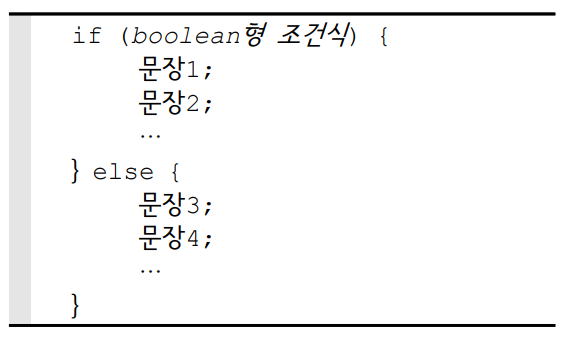 if (boolean형 조건식) {
문장1;
문장2;
…
} else {
문장3;
문장4;
…
}